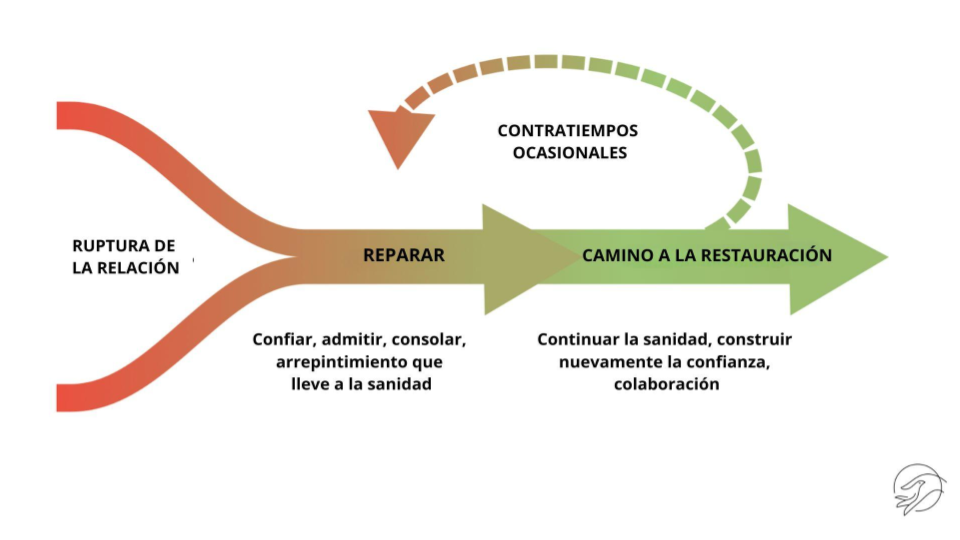 CONTRATIEMPOS
OCASIONALES
RUPTURA DE
LA RELACIÓN
REPARAR
CAMINO A LA RESTAURACIÓN
Confiar, admitir, consolar,
arrepintimiento que
lleve a la sanidad
Continuar la sanidad, construir
nuevamente la confianza,
colaboración